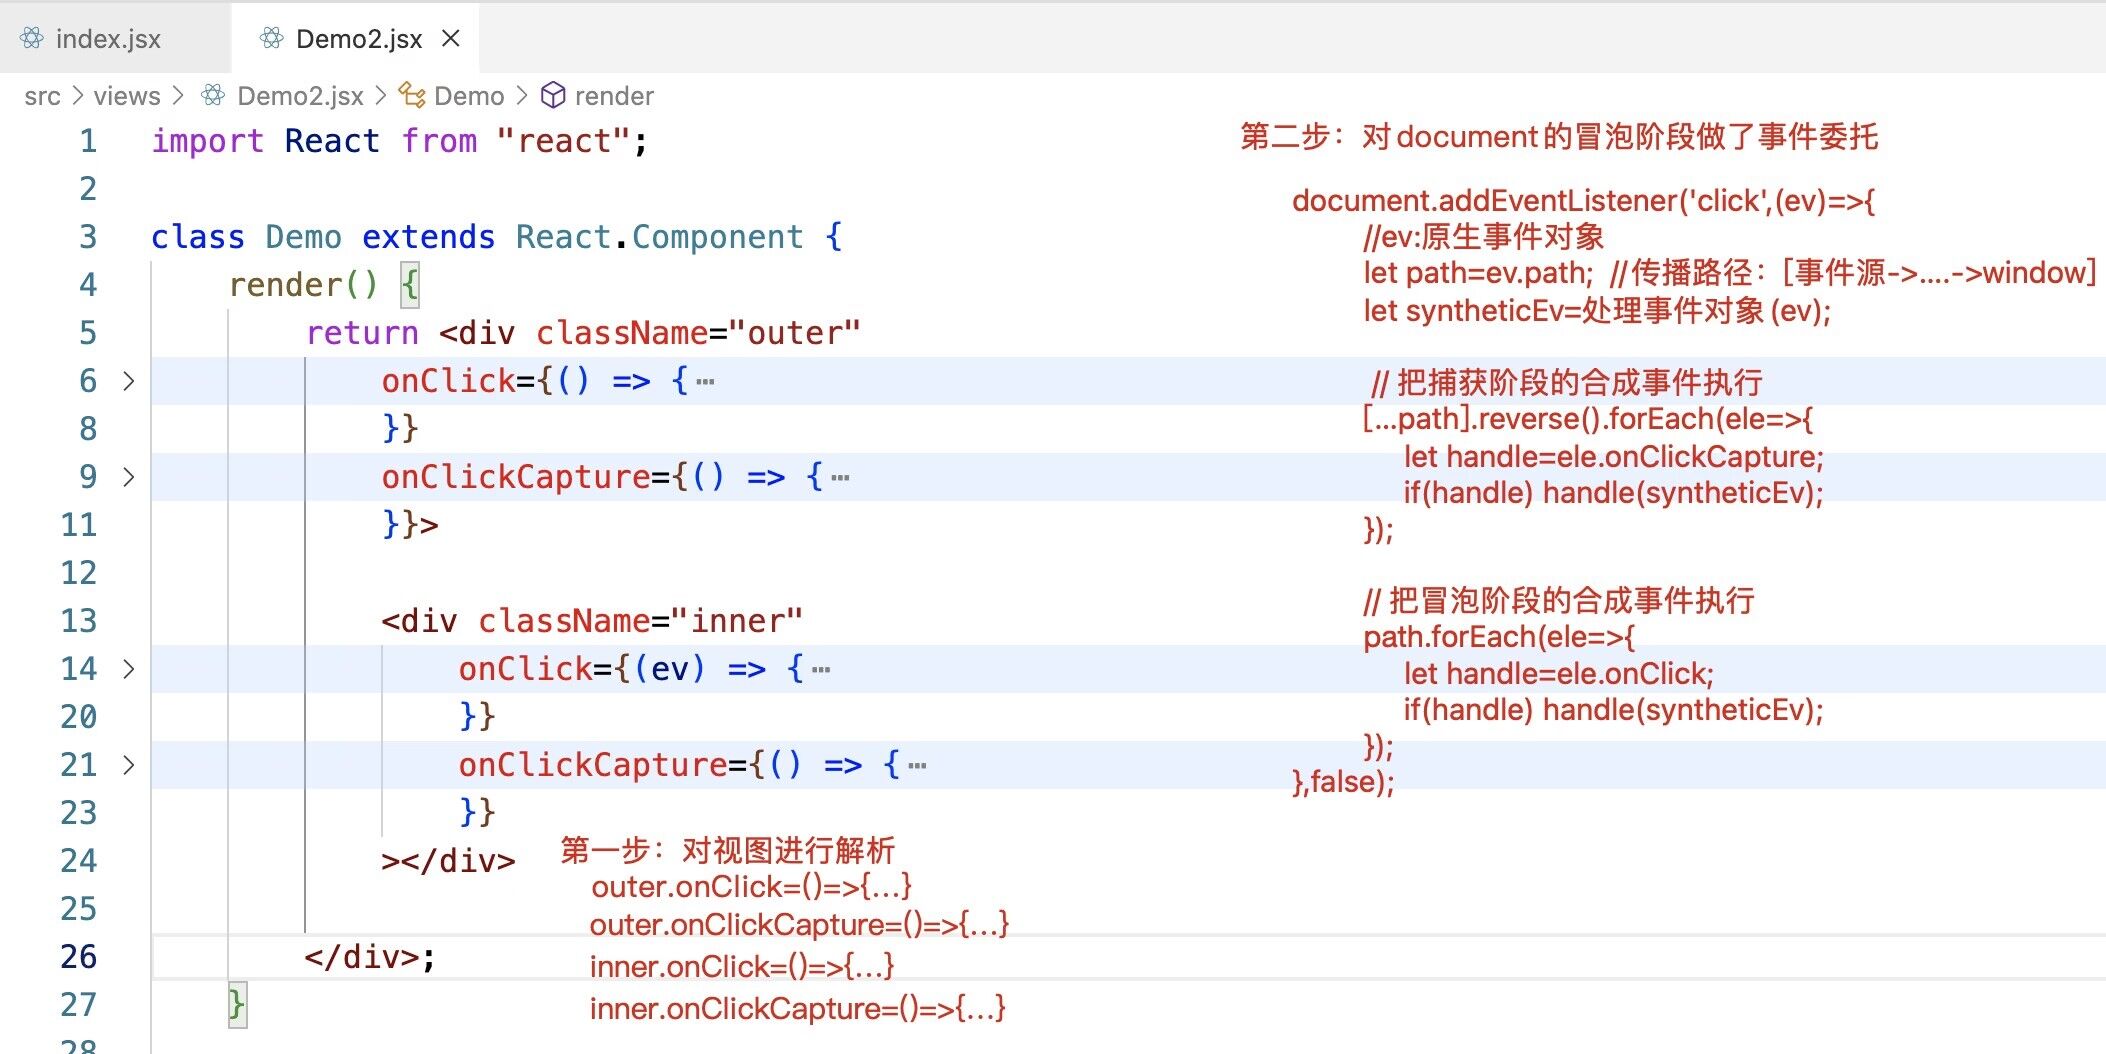 index.jsx
Demo2.jsx
src > views > Demo2.jsx > Demo > render
1 import React from "react";
2
3 class Demo extends React.Component {
4 render() {
5 return <div className="outer"
6 onClick={() => {…
8 }}
9 onClickCapture={() => {…
11 }}>
12
13 <div className="inner"
14 onClick={(ev) => {…
20 }}
21 onClickCapture={() => {…
23 }}
24 ></div>
25
26 </div>;
27 }
28
第一步：对视图进行解析
outer.onClick=()=>{...}
outer.onClickCapture=()=>{...}
inner.onClick=()=>{...}
inner.onClickCapture=()=>{...}
第二步：对document的冒泡阶段做了事件委托
document.addEventListener('click',(ev)=>{
//ev:原生事件对象
let path=ev.path; //传播路径：[事件源->....->window]
let syntheticEv=处理事件对象(ev);
// 把捕获阶段的合成事件执行
[...path].reverse().forEach(ele=>{
let handle=ele.onClickCapture;
if(handle) handle(syntheticEv);
});
// 把冒泡阶段的合成事件执行
path.forEach(ele=>{
let handle=ele.onClick;
if(handle) handle(syntheticEv);
});
},false);